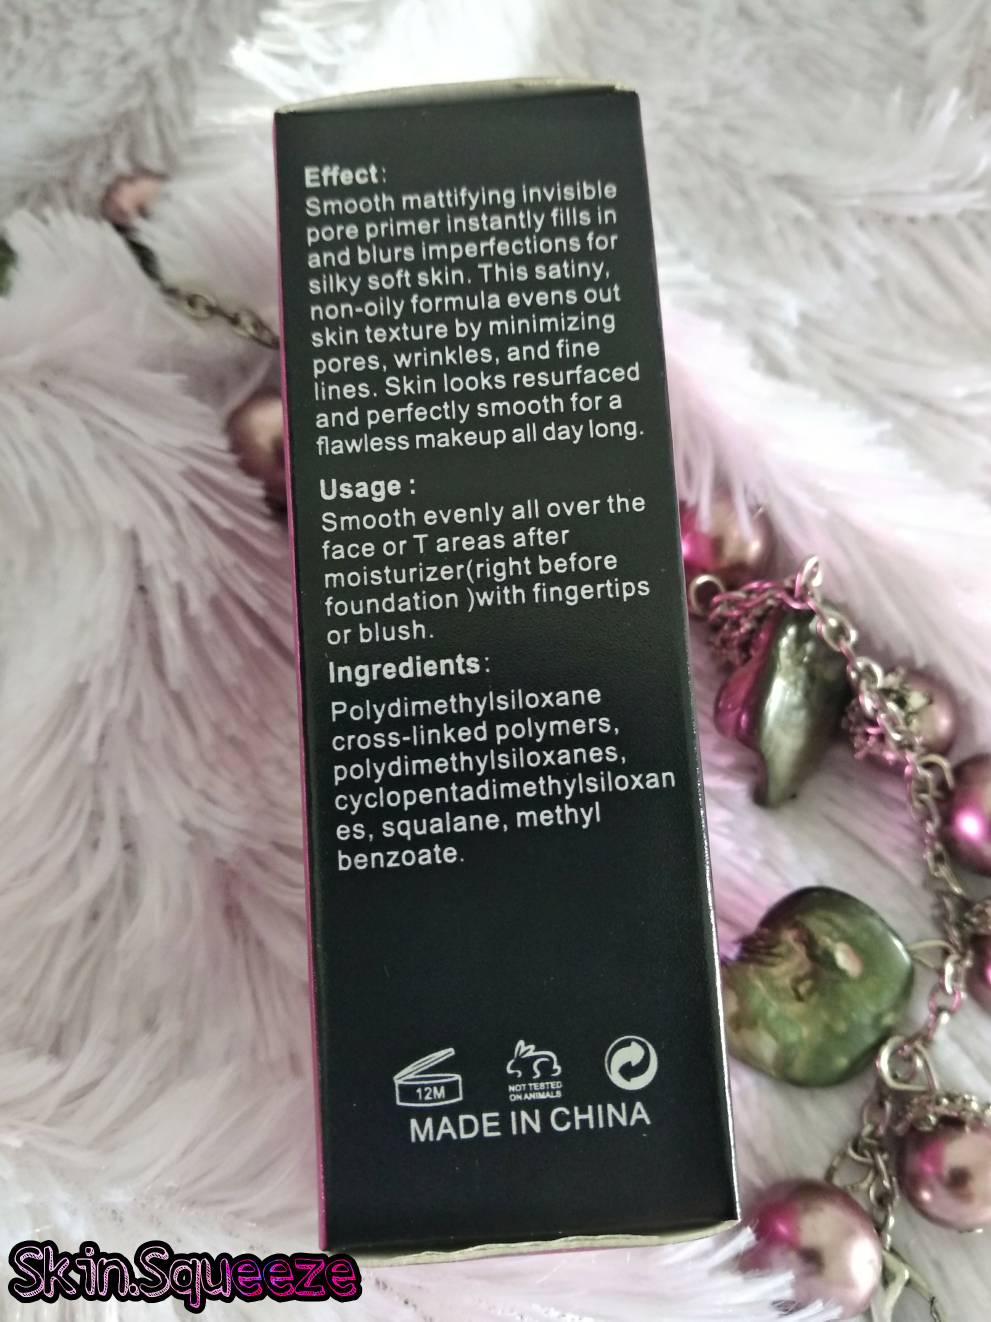 Effect:
Smooth mattifying invisible
pore primer instantly fills in
and blurs imperfections for
silky soft skin. This satiny,
non-oily formula evens out
skin texture by minimizing
pores, wrinkles, and fine
lines. Skin looks resurfaced
and perfectly smooth for a
flawless makeup all day long.
Usage :
Smooth evenly all over the
face or T areas after
moisturizer(right before
foundation )with fingertips
or blush.
Ingredients:
Polydimethylsiloxane
cross-linked polymers,
polydimethylsiloxanes,
cyclopentadimethylsiloxan
es, squalane, methyl
benzoate.
12M
NOT TESTED
ON ANIMALS
MADE IN CHINA
Skin.Squeeze